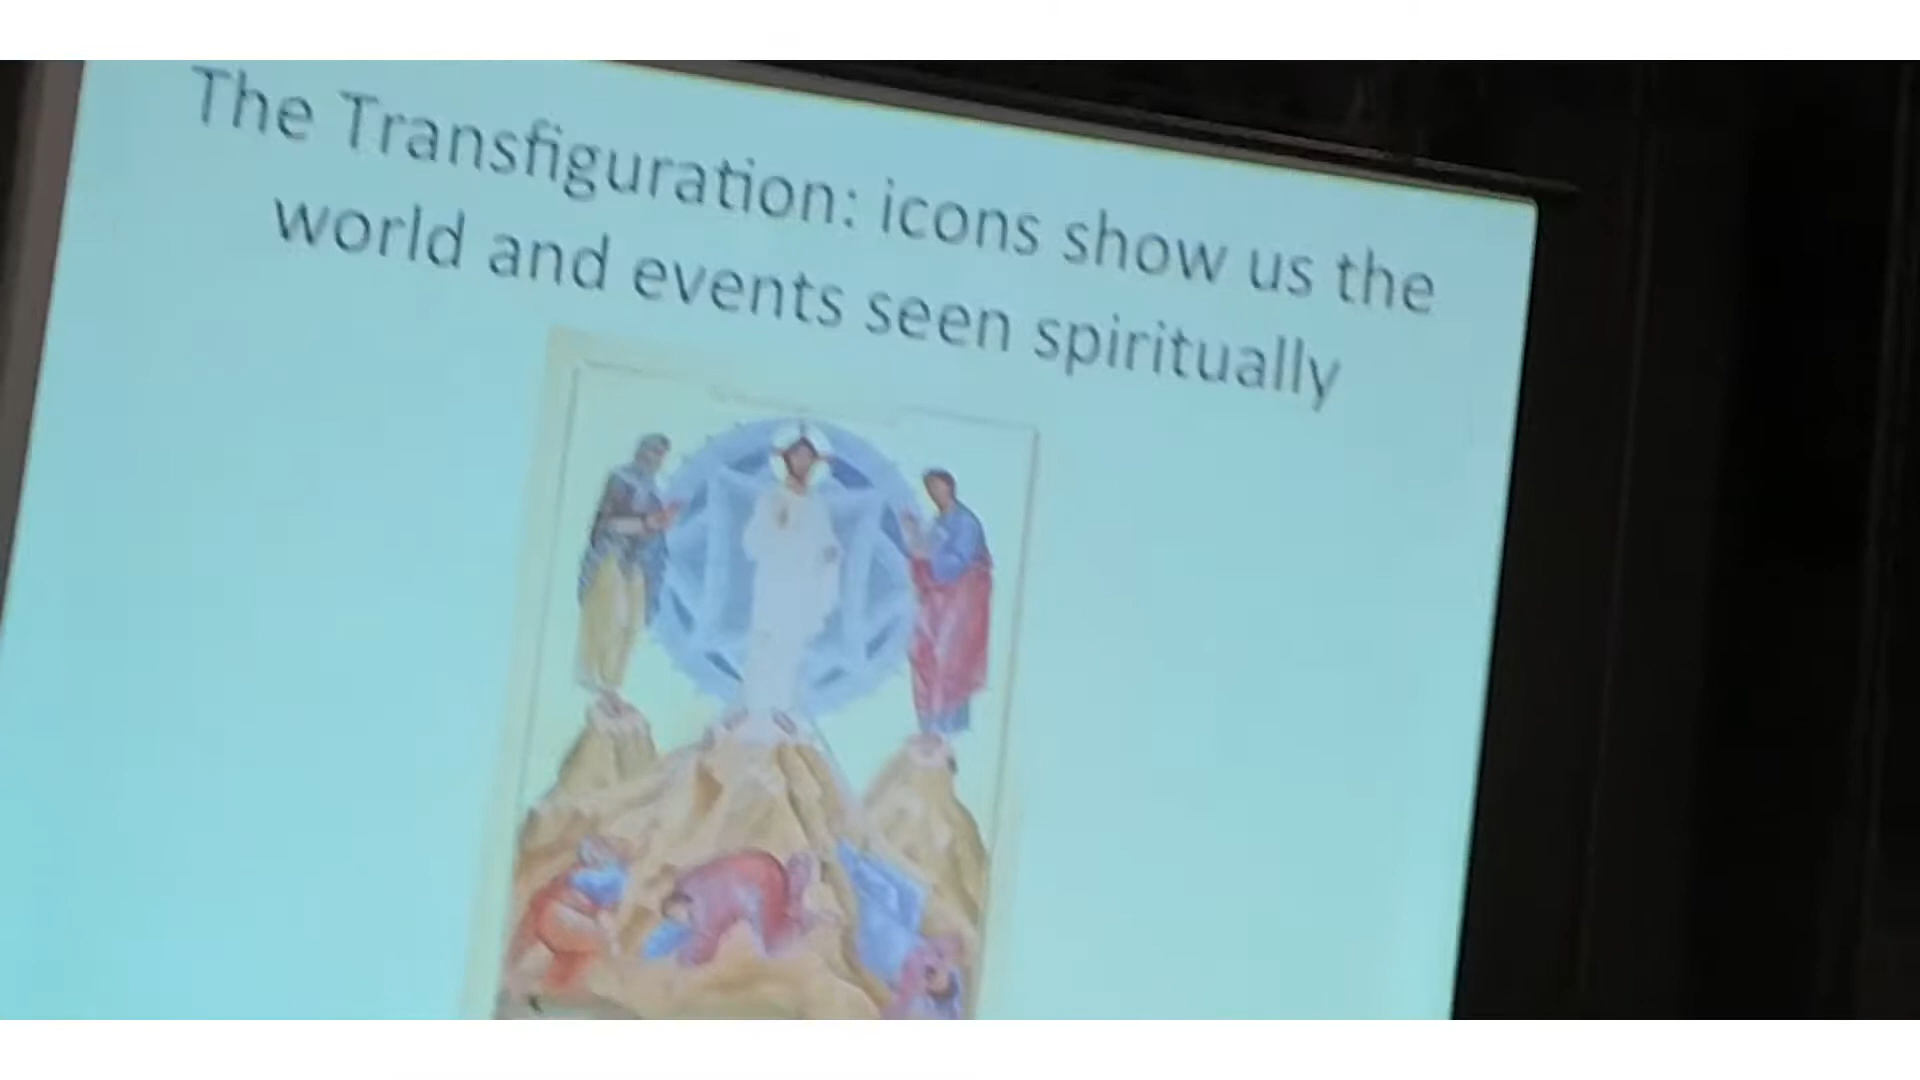 The Transfiguration: icons show us the
world and events seen spiritually